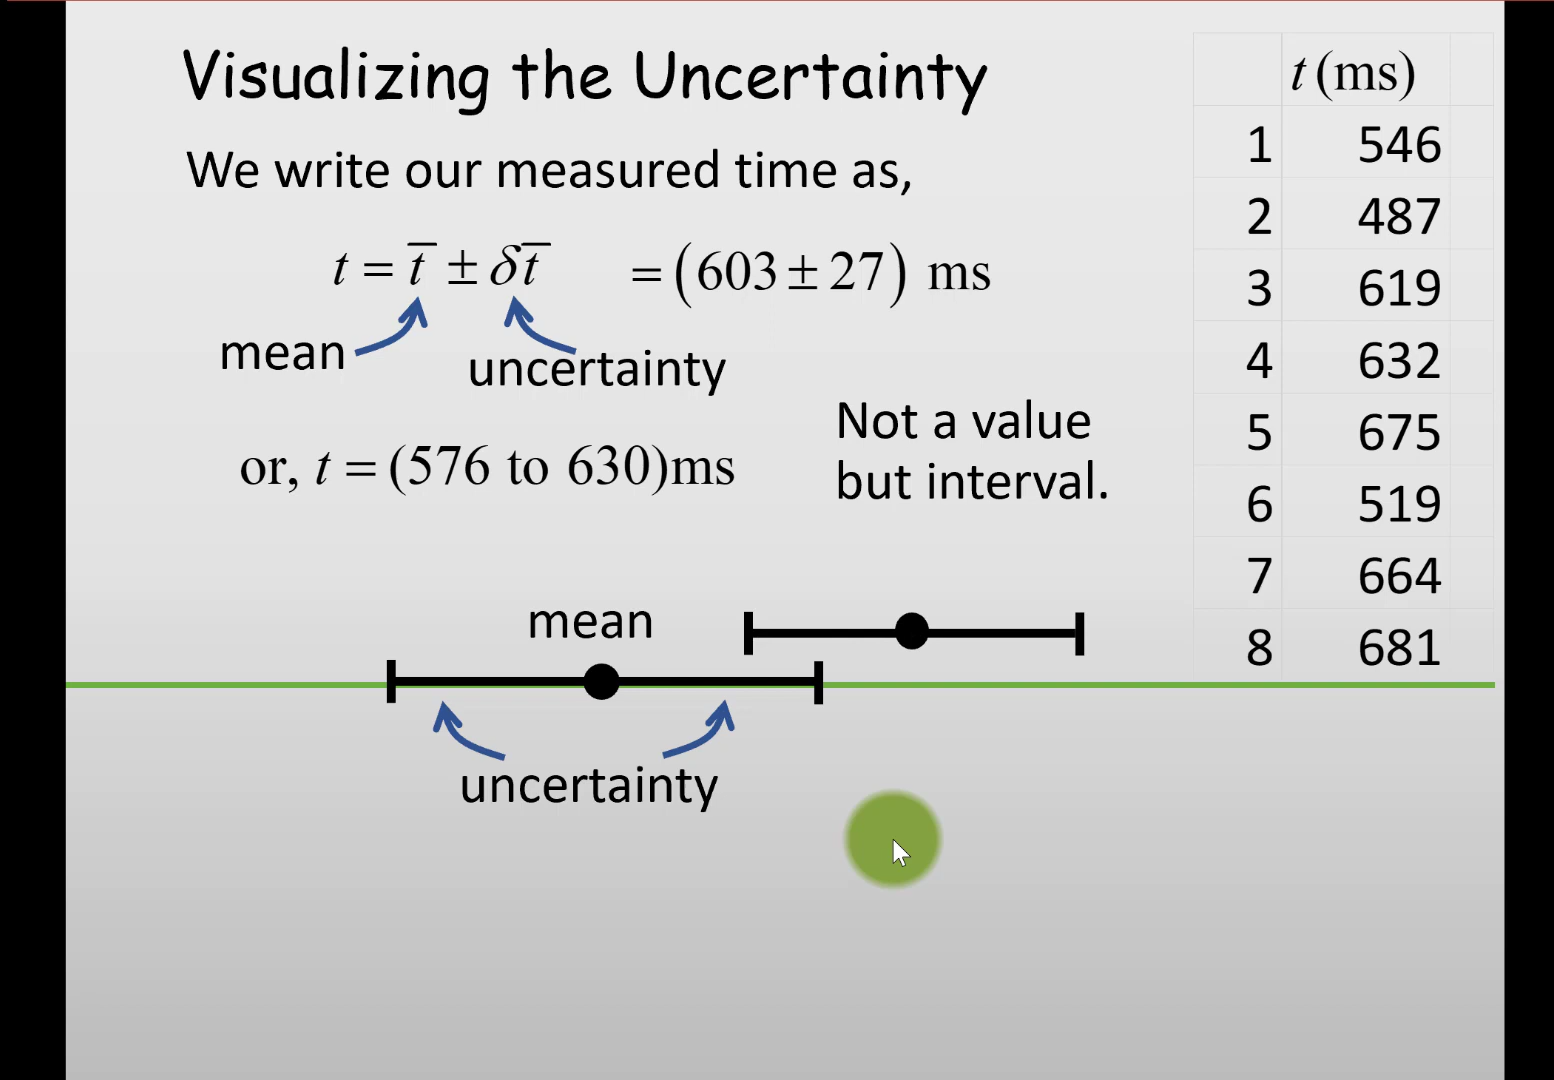 Visualizing the Uncertainty
We write our measured time as,
t = t̅ ± δt̅ = (603 ± 27) ms
mean
uncertainty
or, t = (576 to 630)ms
Not a value
but interval.
mean
uncertainty
t (ms)
1 546
2 487
3 619
4 632
5 675
6 519
7 664
8 681